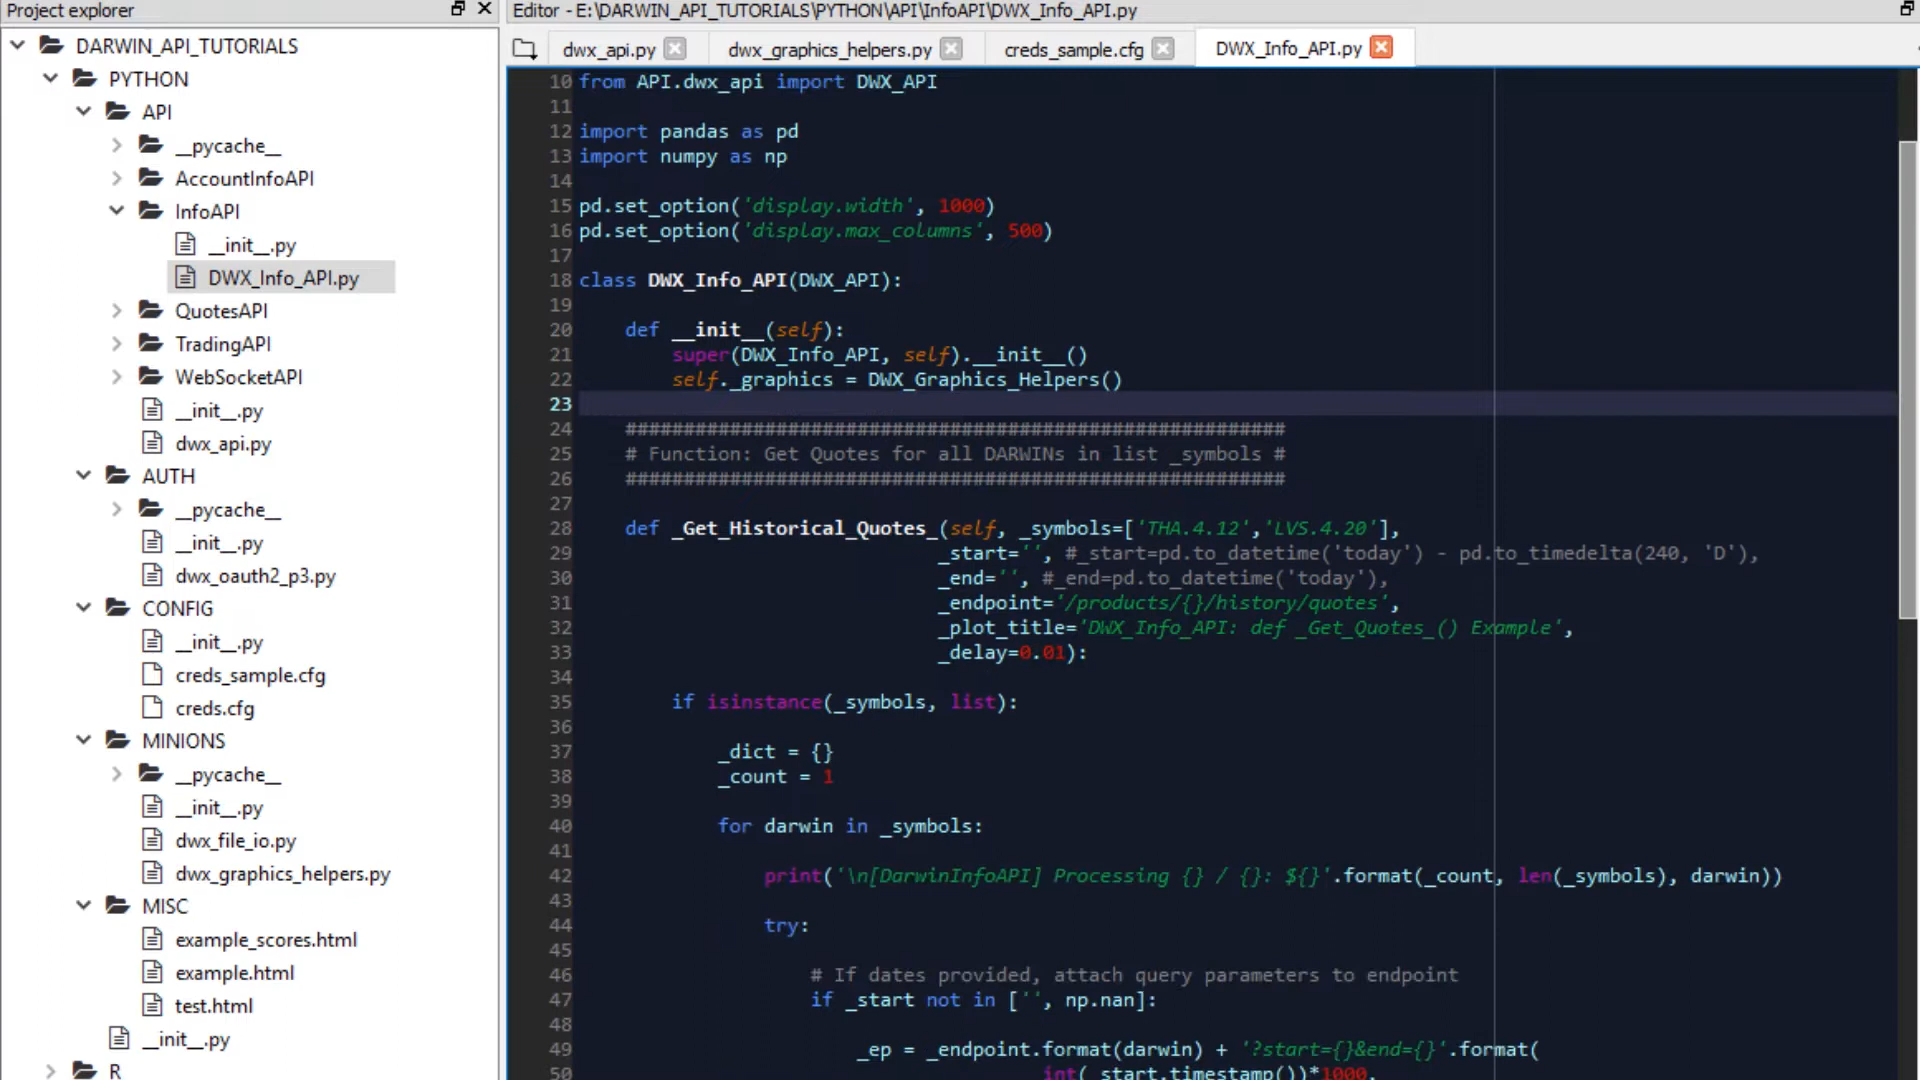 Project explorer
DARWIN_API_TUTORIALS
PYTHON
API
__pycache__
AccountInfoAPI
InfoAPI
__init__.py
DWX_Info_API.py
QuotesAPI
TradingAPI
WebSocketAPI
__init__.py
dwx_api.py
AUTH
__pycache__
__init__.py
dwx_oauth2_p3.py
CONFIG
__init__.py
creds_sample.cfg
creds.cfg
MINIONS
__pycache__
__init__.py
dwx_file_io.py
dwx_graphics_helpers.py
MISC
example_scores.html
example.html
test.html
__init__.py
R
Editor - E:\DARWIN_API_TUTORIALS\PYTHON\API\InfoAPI\DWX_Info_API.py
dwx_api.py dwx_graphics_helpers.py creds_sample.cfg DWX_Info_API.py
10 from API.dwx_api import DWX_API
11
12 import pandas as pd
13 import numpy as np
14
15 pd.set_option('display.width', 1000)
16 pd.set_option('display.max_columns', 500)
17
18 class DWX_Info_API(DWX_API):
19
20     def __init__(self):
21         super(DWX_Info_API, self).__init__()
22         self._graphics = DWX_Graphics_Helpers()
23
24     #########################################################
25     # Function: Get Quotes for all DARWINs in list _symbols #
26     #########################################################
27
28     def _Get_Historical_Quotes_(self, _symbols=['THA.4.12','LVS.4.20'],
29                                _start='', #_start=pd.to_datetime('today') - pd.to_timedelta(240, 'D'),
30                                _end='', #_end=pd.to_datetime('today'),
31                                _endpoint='/products/{}/history/quotes',
32                                _plot_title='DWX_Info_API: def _Get_Quotes_() Example',
33                                _delay=0.01):
34
35         if isinstance(_symbols, list):
36
37             _dict = {}
38             _count = 1
39
40             for darwin in _symbols:
41
42                 print('\n[DarwinInfoAPI] Processing {} / {}: ${}'.format(_count, len(_symbols), darwin))
43
44                 try:
45
46                     # If dates provided, attach query parameters to endpoint
47                     if _start not in ['', np.nan]:
48
49                         _ep = _endpoint.format(darwin) + '?start={}&end={}'.format(
50                                         int(_start.timestamp())*1000,